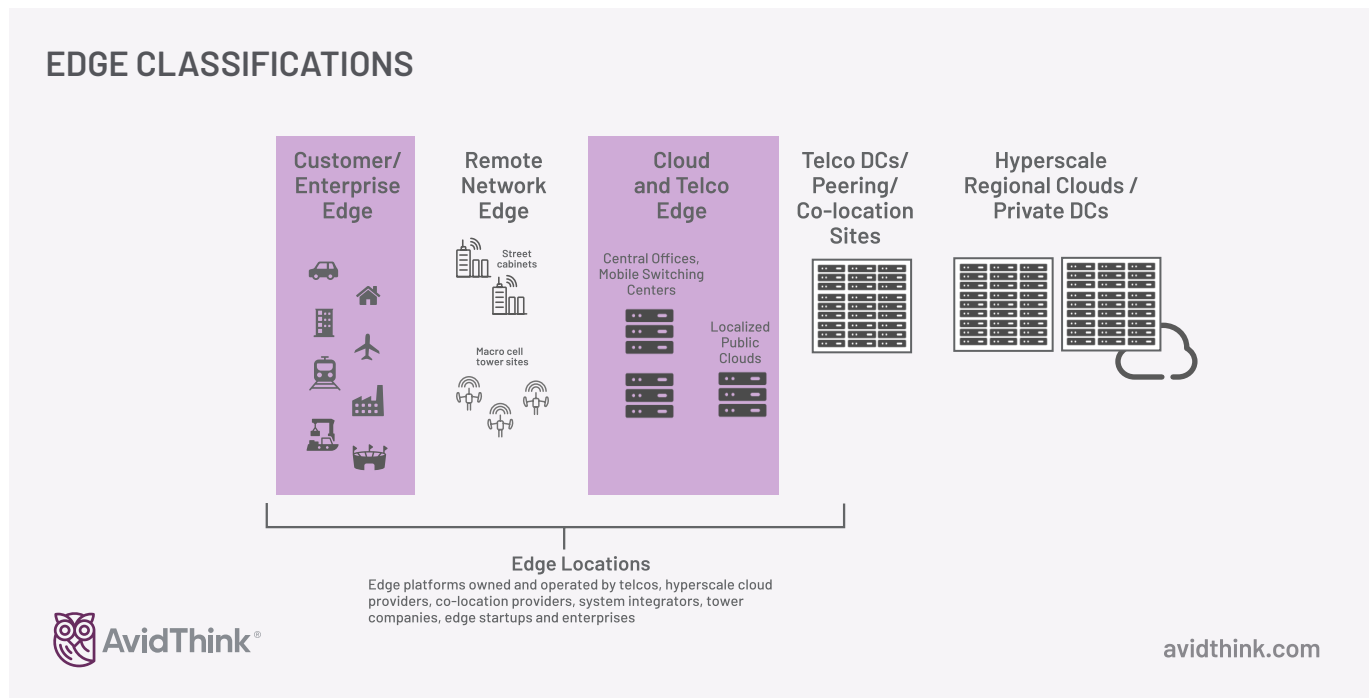 EDGE CLASSIFICATIONS
Customer/
Enterprise
Edge
Remote
Network
Edge
Street
cabinets
Macro cell
tower sites
Cloud
and Telco
Edge
Central Offices,
Mobile Switching
Centers
Localized
Public
Clouds
Telco DCs/
Peering/
Co-location
Sites
Hyperscale
Regional Clouds /
Private DCs
Edge Locations
Edge platforms owned and operated by telcos, hyperscale cloud
providers, co-location providers, system integrators, tower
companies, edge startups and enterprises
AvidThink®
avidthink.com